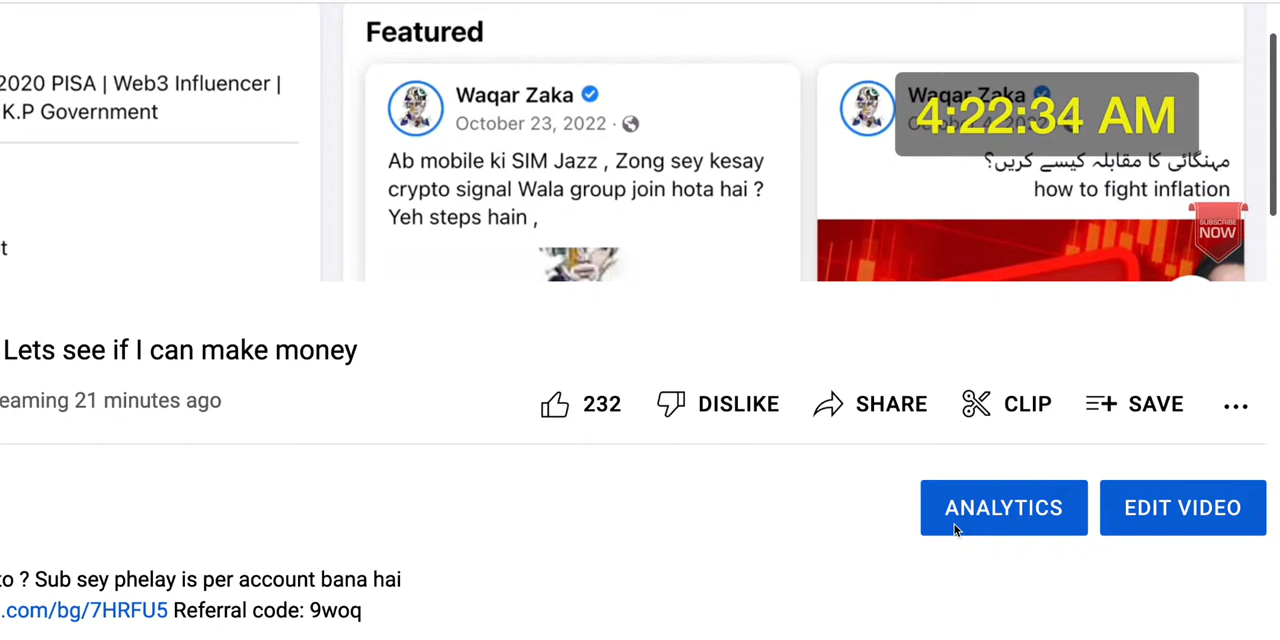 Featured
2020 PISA | Web3 Influencer |
K.P Government
t
Waqar Zaka
October 23, 2022 ·
Ab mobile ki SIM Jazz , Zong sey kesay
crypto signal Wala group join hota hai ?
Yeh steps hain ,
Waqar Zaka
4:22:34 AM
مہنگائی کا مقابلہ کیسے کریں؟
how to fight inflation
SUBSCRIBE
NOW
Lets see if I can make money
eaming 21 minutes ago
232
DISLIKE
SHARE
CLIP
SAVE
ANALYTICS
EDIT VIDEO
to ? Sub sey phelay is per account bana hai
.com/bg/7HRFU5 Referral code: 9woq